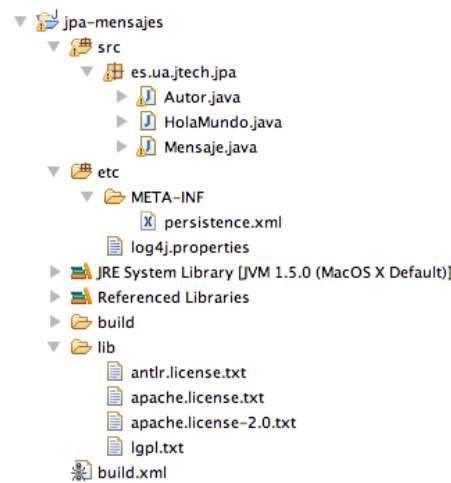 jpa-mensajes
src
es.ua.jtech.jpa
Autor.java
HolaMundo.java
Mensaje.java
etc
META-INF
persistence.xml
log4j.properties
JRE System Library [JVM 1.5.0 (MacOS X Default)]
Referenced Libraries
build
lib
antlr.license.txt
apache.license.txt
apache.license-2.0.txt
lgpl.txt
build.xml